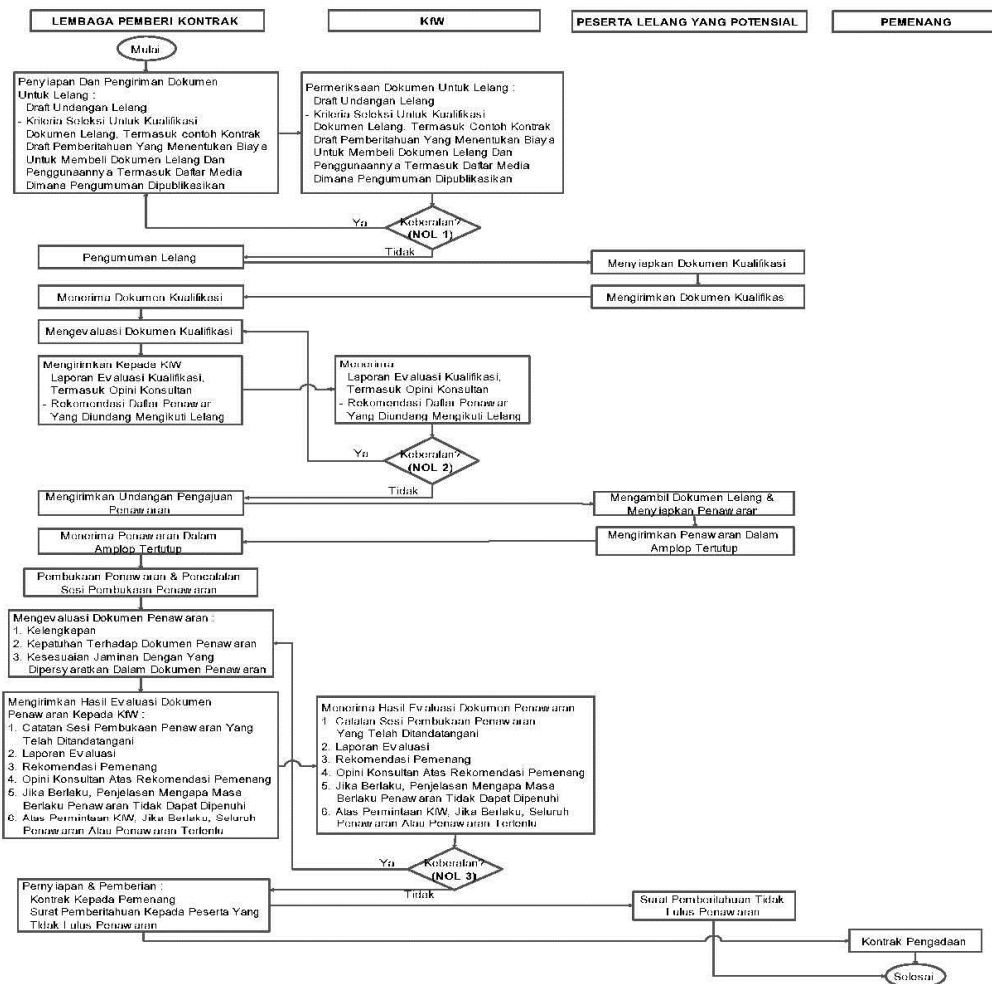 LEMBAGA PEMBERI KONTRAK
KfW
PESERTA LELANG YANG POTENSIAL
PEMENANG
Mulai
Penyiapan Dan Pengiriman Dokumen
Untuk Lelang :
Draft Undangan Lelang
- Kriteria Seleksi Untuk Kualifikasi
Dokumen Lelang, Termasuk contoh Kontrak
Draft Pemberitahuan Yang Menentukan Biaya
Untuk Membeli Dokumen Lelang Dan
Penggunaannya Termasuk Daftar Media
Dimana Pengumuman Dipublikasikan
Permeriksaan Dokumen Untuk Lelang :
Draft Undangan Lelang
- Kriteria Seleksi Untuk Kualifikasi
Dokumen Lelang, Termasuk Contoh Kontrak
Draft Pemberitahuan Yang Menentukan Biaya
Untuk Membeli Dokumen Lelang Dan
Penggunaannya Termasuk Daftar Media
Dimana Pengumuman Dipublikasikan
Ya
Keberatan?
(NOL 1)
Tidak
Pengumuman Lelang
Menyiapkan Dokumen Kualifikasi
Menerima Dokumen Kualifikasi
Mengirimkan Dokumen Kualifikas
Mengevaluasi Dokumen Kualifikasi
Mengirimkan Kepada KfW
Laporan Evaluasi Kualifikasi,
Termasuk Opini Konsultan
- Rekomendasi Daftar Penawar
Yang Diundang Mengikuti Lelang
Menerima
Laporan Evaluasi Kualifikasi,
Termasuk Opini Konsultan
- Rekomendasi Daftar Penawar
Yang Diundang Mengikuti Lelang
Ya
Keberatan?
(NOL 2)
Tidak
Mengirimkan Undangan Pengajuan
Penawaran
Mengambil Dokumen Lelang &
Menyiapkan Penawaran
Menerima Penawaran Dalam
Amplop Tertutup
Mengirimkan Penawaran Dalam
Amplop Tertutup
Pembukaan Penawaran & Pencatatan
Sesi Pembukaan Penawaran
Mengevaluasi Dokumen Penawaran :
1. Kelengkapan
2. Kepatuhan Terhadap Dokumen Penawaran
3. Kesesuaian Jaminan Dengan Yang
Dipersyaratkan Dalam Dokumen Penawaran
Mengirimkan Hasil Evaluasi Dokumen
Penawaran Kepada KfW :
1. Catatan Sesi Pembukaan Penawaran Yang
Telah Ditandatangani
2. Laporan Evaluasi
3. Rekomendasi Pemenang
4. Opini Konsultan Atas Rekomendasi Pemenang
5. Jika Berlaku, Penjelasan Mengapa Masa
Berlaku Penawaran Tidak Dapat Dipenuhi
6. Atas Permintaan KfW, Jika Berlaku, Seluruh
Penawaran Atau Penawaran Tertentu
Menerima Hasil Evaluasi Dokumen Penawaran
1. Catatan Sesi Pembukaan Penawaran
Yang Telah Ditandatangani
2. Laporan Evaluasi
3. Rekomendasi Pemenang
4. Opini Konsultan Atas Rekomendasi Pemenang
5. Jika Berlaku, Penjelasan Mengapa Masa
Berlaku Penawaran Tidak Dapat Dipenuhi
6. Atas Permintaan KfW, Jika Berlaku, Seluruh
Penawaran Atau Penawaran Tertentu
Ya
Keberatan?
(NOL 3)
Tidak
Pernyiapan & Pemberian :
Kontrak Kepada Pemenang
Surat Pemberitahuan Kepada Peserta Yang
Tidak Lulus Penawaran
Surat Pemberitahuan Tidak
Lulus Penawaran
Kontrak Pengadaan
Selesai